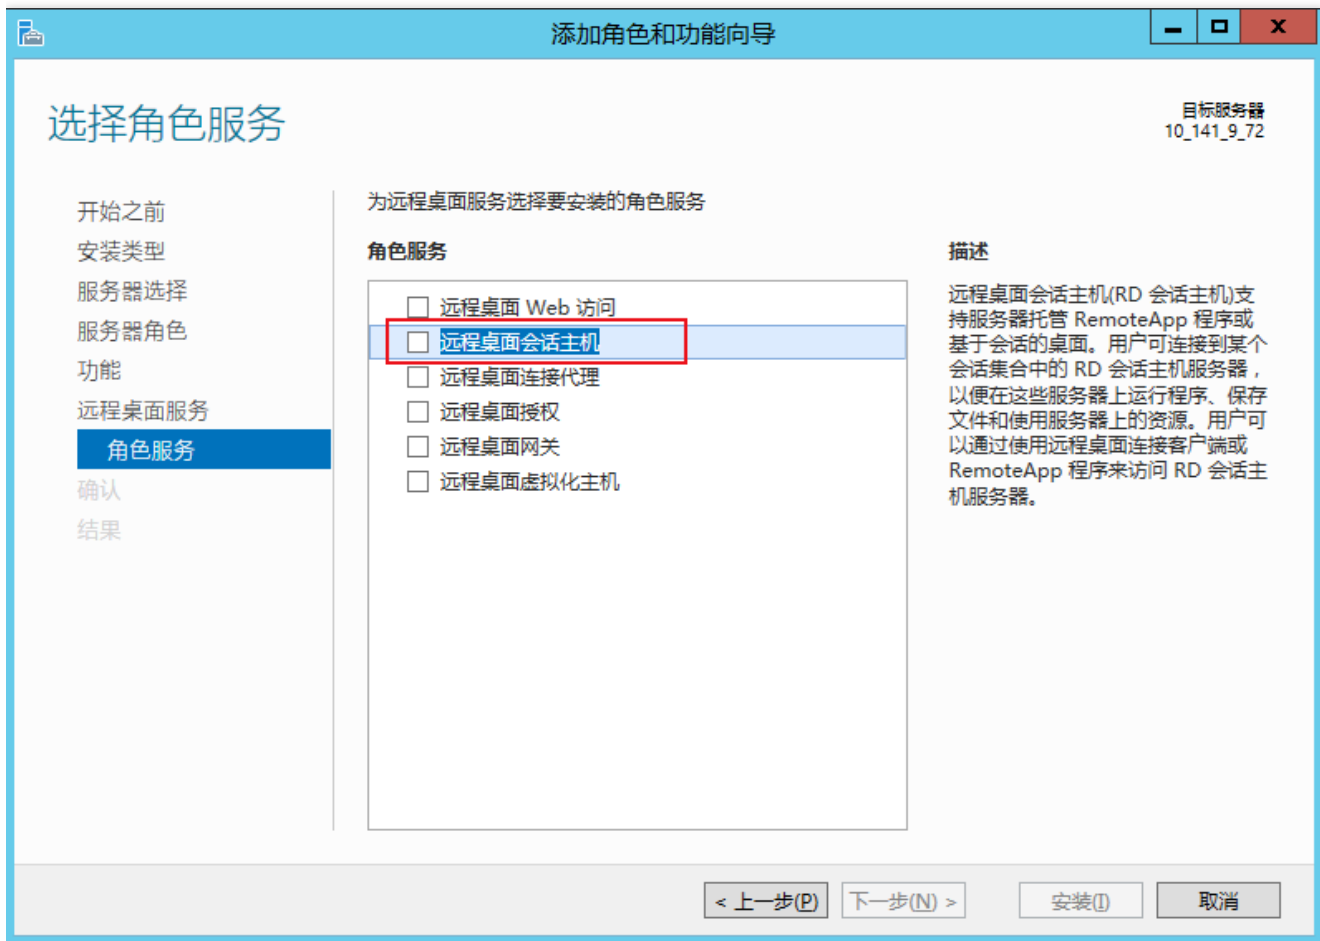 添加角色和功能向导
选择角色服务
目标服务器
10_141_9_72
开始之前
安装类型
服务器选择
服务器角色
功能
远程桌面服务
角色服务
确认
结果
为远程桌面服务选择要安装的角色服务
角色服务
远程桌面 Web 访问
远程桌面会话主机
远程桌面连接代理
远程桌面授权
远程桌面网关
远程桌面虚拟化主机
描述
远程桌面会话主机(RD 会话主机)支
持服务器托管 RemoteApp 程序或
基于会话的桌面。用户可连接到某个
会话集合中的 RD 会话主机服务器，
以便在这些服务器上运行程序、保存
文件和使用服务器上的资源。用户可
以通过使用远程桌面连接客户端或
RemoteApp 程序来访问 RD 会话主
机服务器。
< 上一步(P)
下一步(N) >
安装(I)
取消